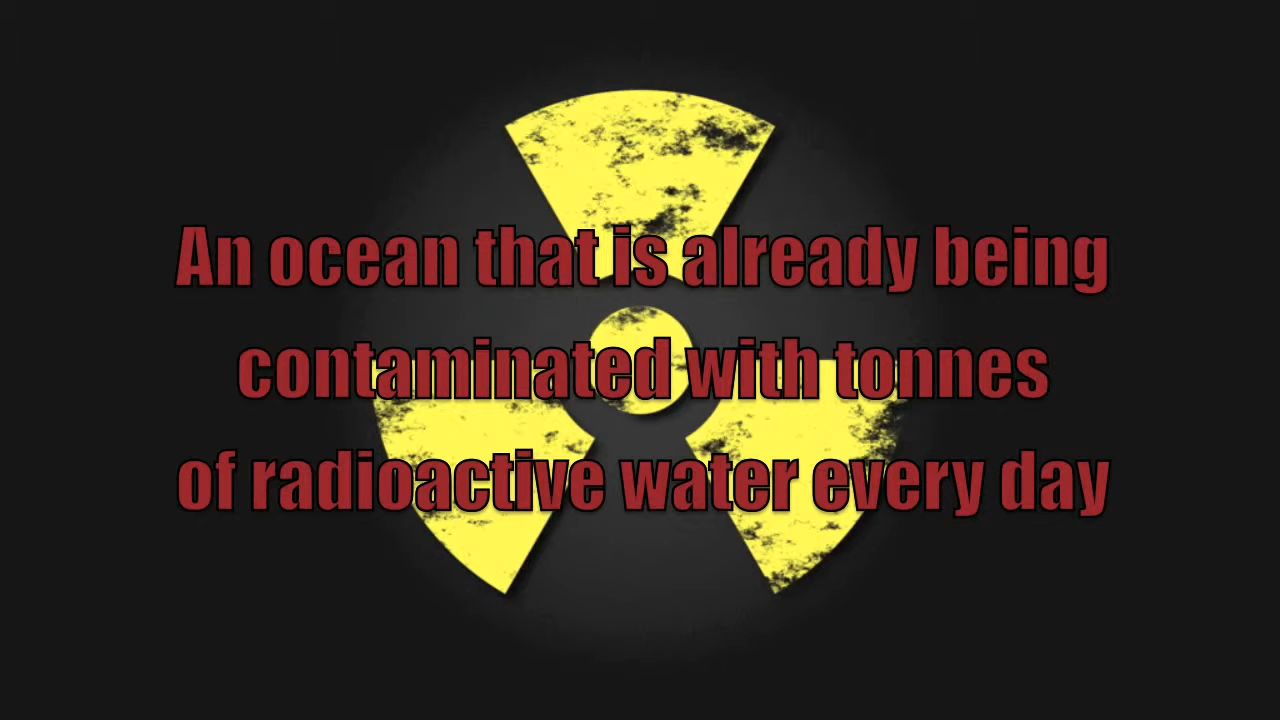 An ocean that is already being
contaminated with tonnes
of radioactive water every day